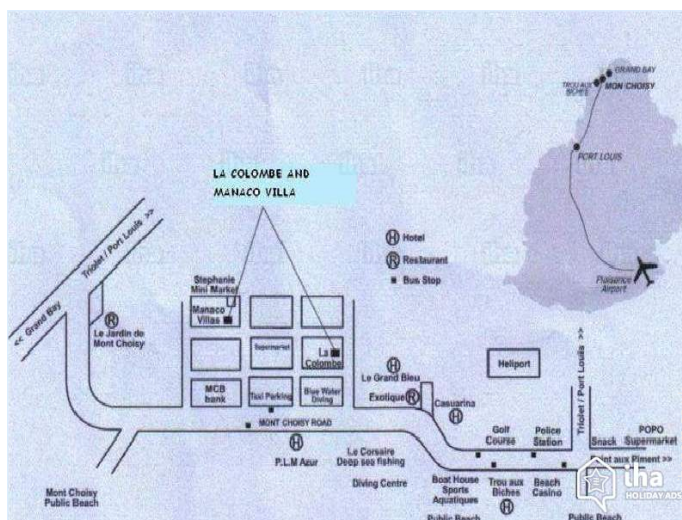 GRAND BAY
TROU AUX
BICHES
MON CHOISY
PORT LOUIS
Plaisance
Airport
LA COLOMBE AND
MANACO VILLA
H Hotel
R Restaurant
Bus Stop
Triolet / Port Louis >>
<< Grand Bay
R
Le Jardin de
Mont Choisy
Stephanie
Mini Market
Manaco
Villas
Supermarket
La
Colombe
MCB
bank
Taxi Parking
Blue Water
Diving
MONT CHOISY ROAD
H
P.L.M Azur
Le Corsaire
Deep sea fishing
Diving Centre
H
Le Grand Bleu
Exotique R
Casuarina
H
Heliport
Triolet / Port Louis >>
Golf
Course
Police
Station
Snack
POPO
Supermarket
int aux Piment >>
Boat House
Sports
Aquatiques
Public Beach
Trou aux
Biches
H
Beach
Casino
Public Beach
Mont Choisy
Public Beach
iha
HOLIDAY ADS